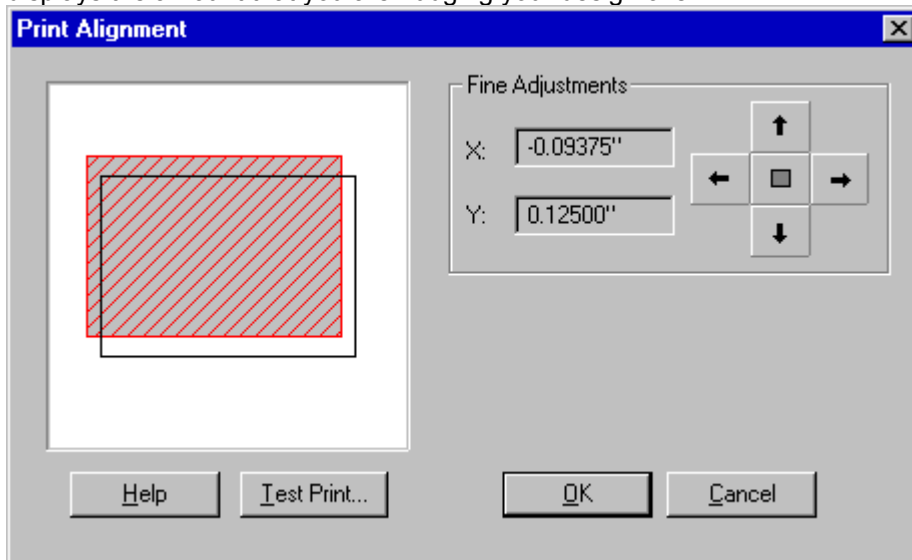 Print Alignment
Fine Adjustments
X: -0.09375"
Y: 0.12500"
Help
Test Print...
OK
Cancel